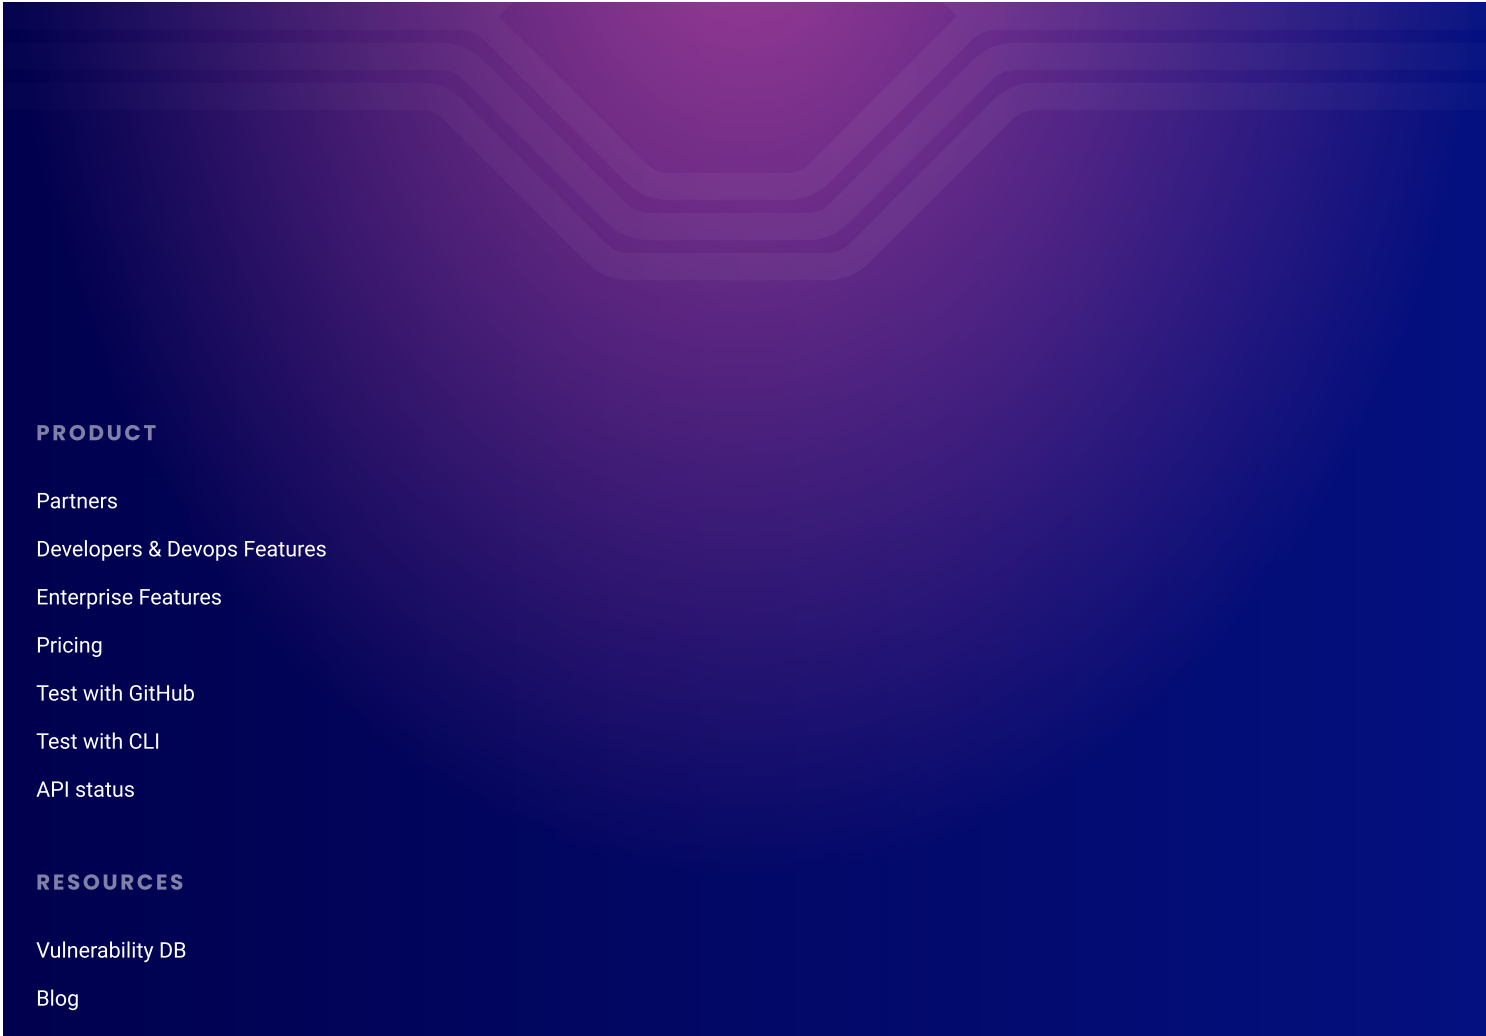 PRODUCT
Partners
Developers & Devops Features
Enterprise Features
Pricing
Test with GitHub
Test with CLI
API status
RESOURCES
Vulnerability DB
Blog